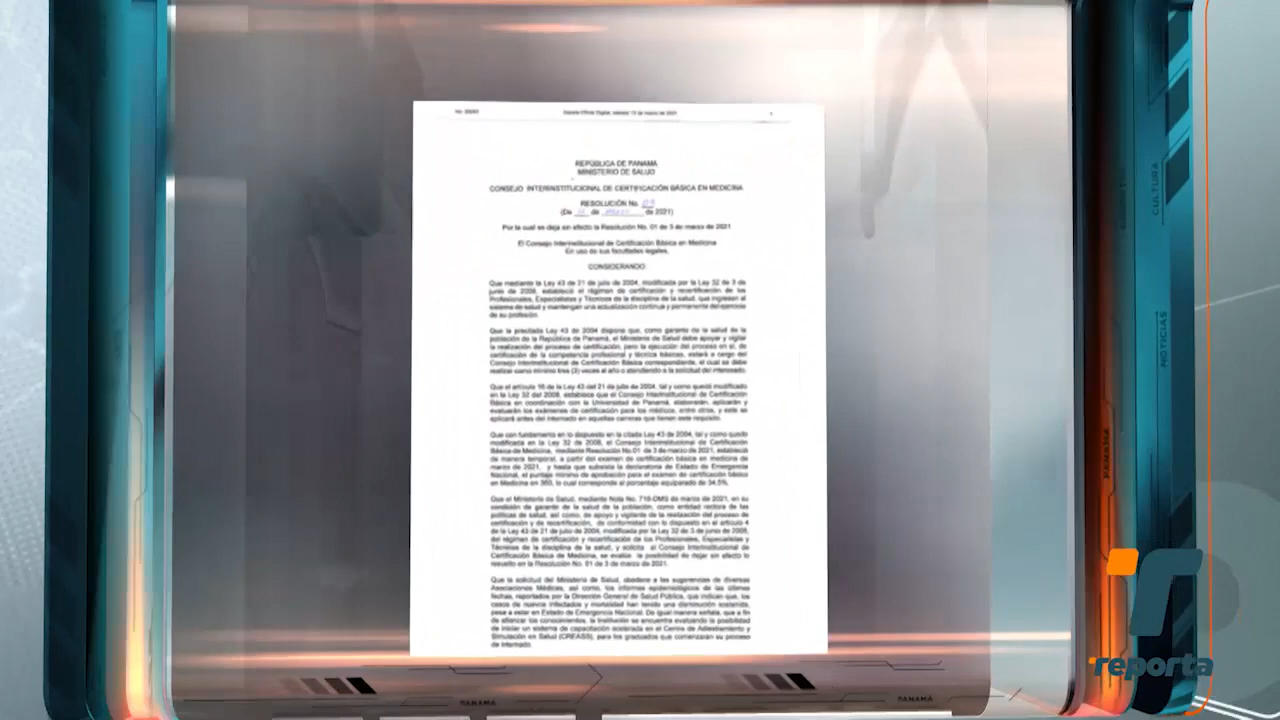 Gaceta Oficial Digital, sábado 13 de marzo de 2021
REPÚBLICA DE PANAMÁ
MINISTERIO DE SALUD
CONSEJO INTERINSTITUCIONAL DE CERTIFICACIÓN BÁSICA EN MEDICINA
RESOLUCIÓN No.
(De de de 2021)
Por la cual se deja sin efecto la Resolución No. 01 de 3 de marzo de 2021
El Consejo Interinstitucional de Certificación Básica en Medicina
En uso de sus facultades legales,
CONSIDERANDO:
Que mediante la Ley 43 de 21 de julio de 2004, modificada por la Ley 32 de 3 de
junio de 2008, estableció el régimen de certificación y recertificación de los
Profesionales, Especialistas y Técnicos de la disciplina de la salud, que ingresen al
sistema de salud y mantengan una actualización continua y permanente del ejercicio
de su profesión.
Que la precitada Ley 43 de 2004 dispone que, como garante de la salud de la
población de la República de Panamá, el Ministerio de Salud debe apoyar y vigilar
la realización del proceso de certificación, pero la ejecución del proceso en sí, de
certificación de la competencia profesional y técnica básicas, estará a cargo del
Consejo Interinstitucional de Certificación Básica correspondiente, el cual se debe
realizar como mínimo tres (3) veces al año o atendiendo a la solicitud del interesado.
Que el artículo 16 de la Ley 43 del 21 de julio de 2004, tal y como quedó modificado
en la Ley 32 del 2008, establece que el Consejo Interinstitucional de Certificación
Básica en coordinación con la Universidad de Panamá, elaborarán, aplicarán y
evaluarán los exámenes de certificación para los médicos, entre otros, y este se
aplicará antes del internado en aquellas carreras que tienen este requisito.
Que con fundamento en lo dispuesto en la citada Ley 43 de 2004, tal y como quedo
modificada en la Ley 32 de 2008, el Consejo Interinstitucional de Certificación
Básica de Medicina, mediante Resolución No.01 de 3 de marzo de 2021, estableció
de manera temporal, a partir del examen de certificación básica en medicina de
marzo de 2021, y hasta que subsista la declaratoria de Estado de Emergencia
Nacional, el puntaje mínimo de aprobación para el examen de certificación básica
en Medicina en 360, lo cual corresponde al porcentaje equiparado de 34.5%.
Que el Ministerio de Salud, mediante Nota No. 716-DMS de marzo de 2021, en su
condición de garante de la salud de la población, como entidad rectora de las
políticas de salud, así como, de apoyo y vigilante de la realización del proceso de
certificación y de recertificación, de conformidad con lo dispuesto en el artículo 4
de la Ley 43 de 21 de julio de 2004, modificada por la Ley 32 de 3 de junio de 2008,
del régimen de certificación y recertificación de los Profesionales, Especialistas y
Técnicos de la disciplina de la salud, y solicita al Consejo Interinstitucional de
Certificación Básica de Medicina, se evalúe la posibilidad de dejar sin efecto lo
resuelto en la Resolución No. 01 de 3 de marzo de 2021.
Que la solicitud del Ministerio de Salud, obedece a las sugerencias de diversas
Asociaciones Médicas, así como, los informes epidemiológicos de las últimas
fechas, reportados por la Dirección General de Salud Pública, que indican que, los
casos de nuevos infectados y mortalidad han tenido una disminución sostenida,
pese a estar en Estado de Emergencia Nacional. De igual manera señala, que a fin
de afianzar los conocimientos, la Institución se encuentra evaluando la posibilidad
de iniciar un sistema de capacitación acelerada en el Centro de Adiestramiento y
Simulación en Salud (CREASS), para los graduados que comenzarán su proceso
de internado.
CULTURA
NOTICIAS
reporta
PANAMÁ
PANAMÁ